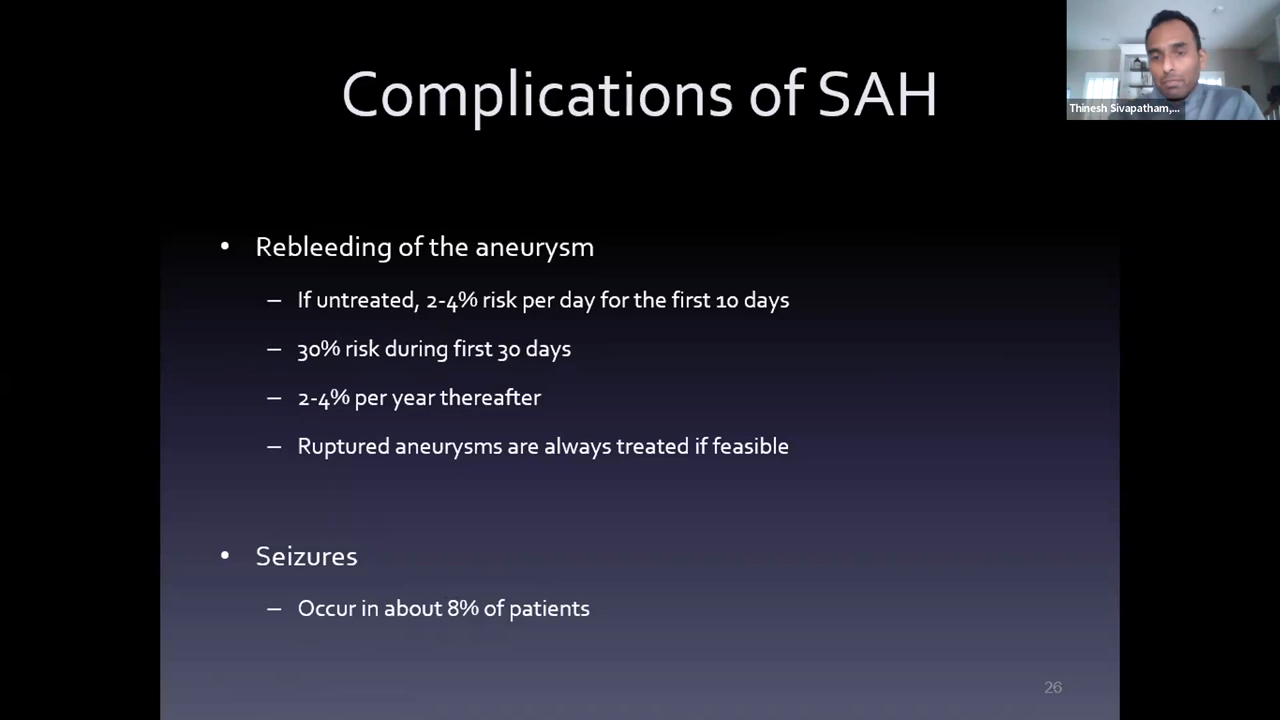 Complications of SAH
Thinesh Sivapatham,...
• Rebleeding of the aneurysm
– If untreated, 2-4% risk per day for the first 10 days
– 30% risk during first 30 days
– 2-4% per year thereafter
– Ruptured aneurysms are always treated if feasible
• Seizures
– Occur in about 8% of patients
26